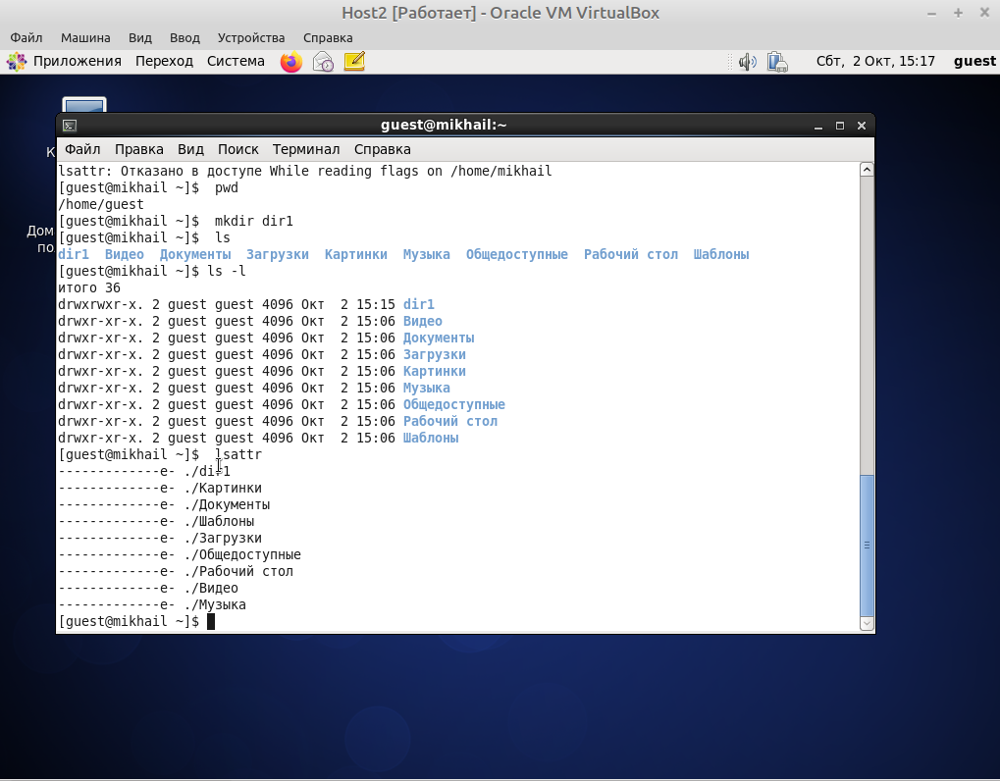 Host2 [Работает] - Oracle VM VirtualBox
Файл Машина Вид Ввод Устройства Справка
Приложения Переход Система Сбт, 2 Окт, 15:17 guest
guest@mikhail:~
К
Дом
по
Файл Правка Вид Поиск Терминал Справка
lsattr: Отказано в доступе While reading flags on /home/mikhail
[guest@mikhail ~]$  pwd
/home/guest
[guest@mikhail ~]$  mkdir dir1
[guest@mikhail ~]$  ls
dir1  Видео  Документы  Загрузки  Картинки  Музыка  Общедоступные  Рабочий стол  Шаблоны
[guest@mikhail ~]$ ls -l
итого 36
drwxrwxr-x. 2 guest guest 4096 Окт  2 15:15 dir1
drwxr-xr-x. 2 guest guest 4096 Окт  2 15:06 Видео
drwxr-xr-x. 2 guest guest 4096 Окт  2 15:06 Документы
drwxr-xr-x. 2 guest guest 4096 Окт  2 15:06 Загрузки
drwxr-xr-x. 2 guest guest 4096 Окт  2 15:06 Картинки
drwxr-xr-x. 2 guest guest 4096 Окт  2 15:06 Музыка
drwxr-xr-x. 2 guest guest 4096 Окт  2 15:06 Общедоступные
drwxr-xr-x. 2 guest guest 4096 Окт  2 15:06 Рабочий стол
drwxr-xr-x. 2 guest guest 4096 Окт  2 15:06 Шаблоны
[guest@mikhail ~]$  lsattr
-------------e- ./dir1
-------------e- ./Картинки
-------------e- ./Документы
-------------e- ./Шаблоны
-------------e- ./Загрузки
-------------e- ./Общедоступные
-------------e- ./Рабочий стол
-------------e- ./Видео
-------------e- ./Музыка
[guest@mikhail ~]$